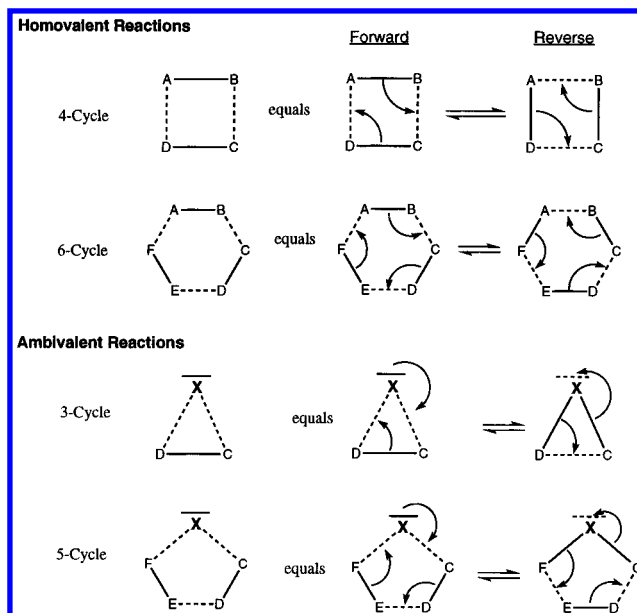 Homovalent Reactions
Forward Reverse
A B A B A B
4-Cycle equals
D C D C D C
A B A B A B
6-Cycle F C equals F C F C
E D E D E D
Ambivalent Reactions
X X X
3-Cycle equals
D C D C D C
X X X
F C F C F C
5-Cycle equals
E D E D E D